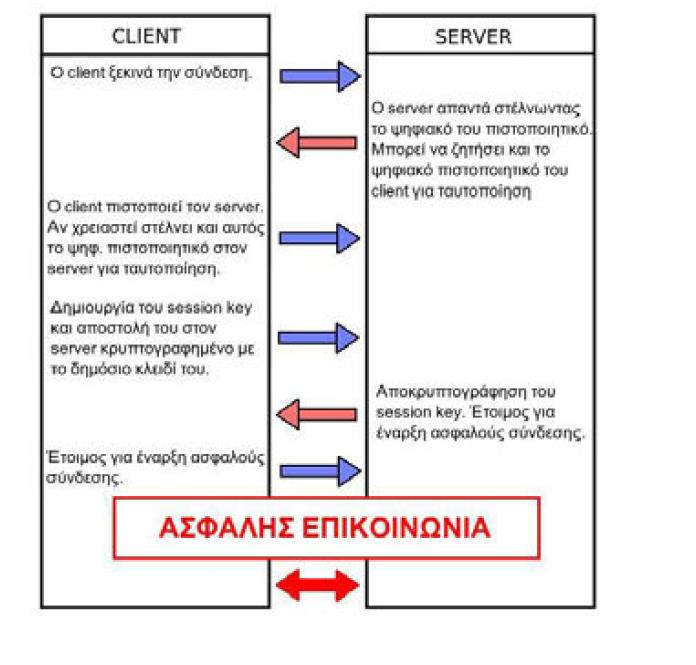 CLIENT
SERVER
Ο client ξεκινά την σύνδεση.
Ο server απαντά στέλνωντας
το ψηφιακό του πιστοποιητικό.
Μπορεί να ζητήσει και το
ψηφιακό πιστοποιητικό του
client για ταυτοποίηση
Ο client πιστοποιεί τον server.
Αν χρειαστεί στέλνει και αυτός
το ψηφ. πιστοποιητικό στον
server για ταυτοποίηση.
Δημιουργία του session key
και αποστολή του στον
server κρυπτογραφημένο με
το δημόσιο κλειδί του.
Αποκρυπτογράφηση του
session key. Έτοιμος για
έναρξη ασφαλούς σύνδεσης.
Έτοιμος για έναρξη ασφαλούς
σύνδεσης.
ΑΣΦΑΛΗΣ ΕΠΙΚΟΙΝΩΝΙΑ